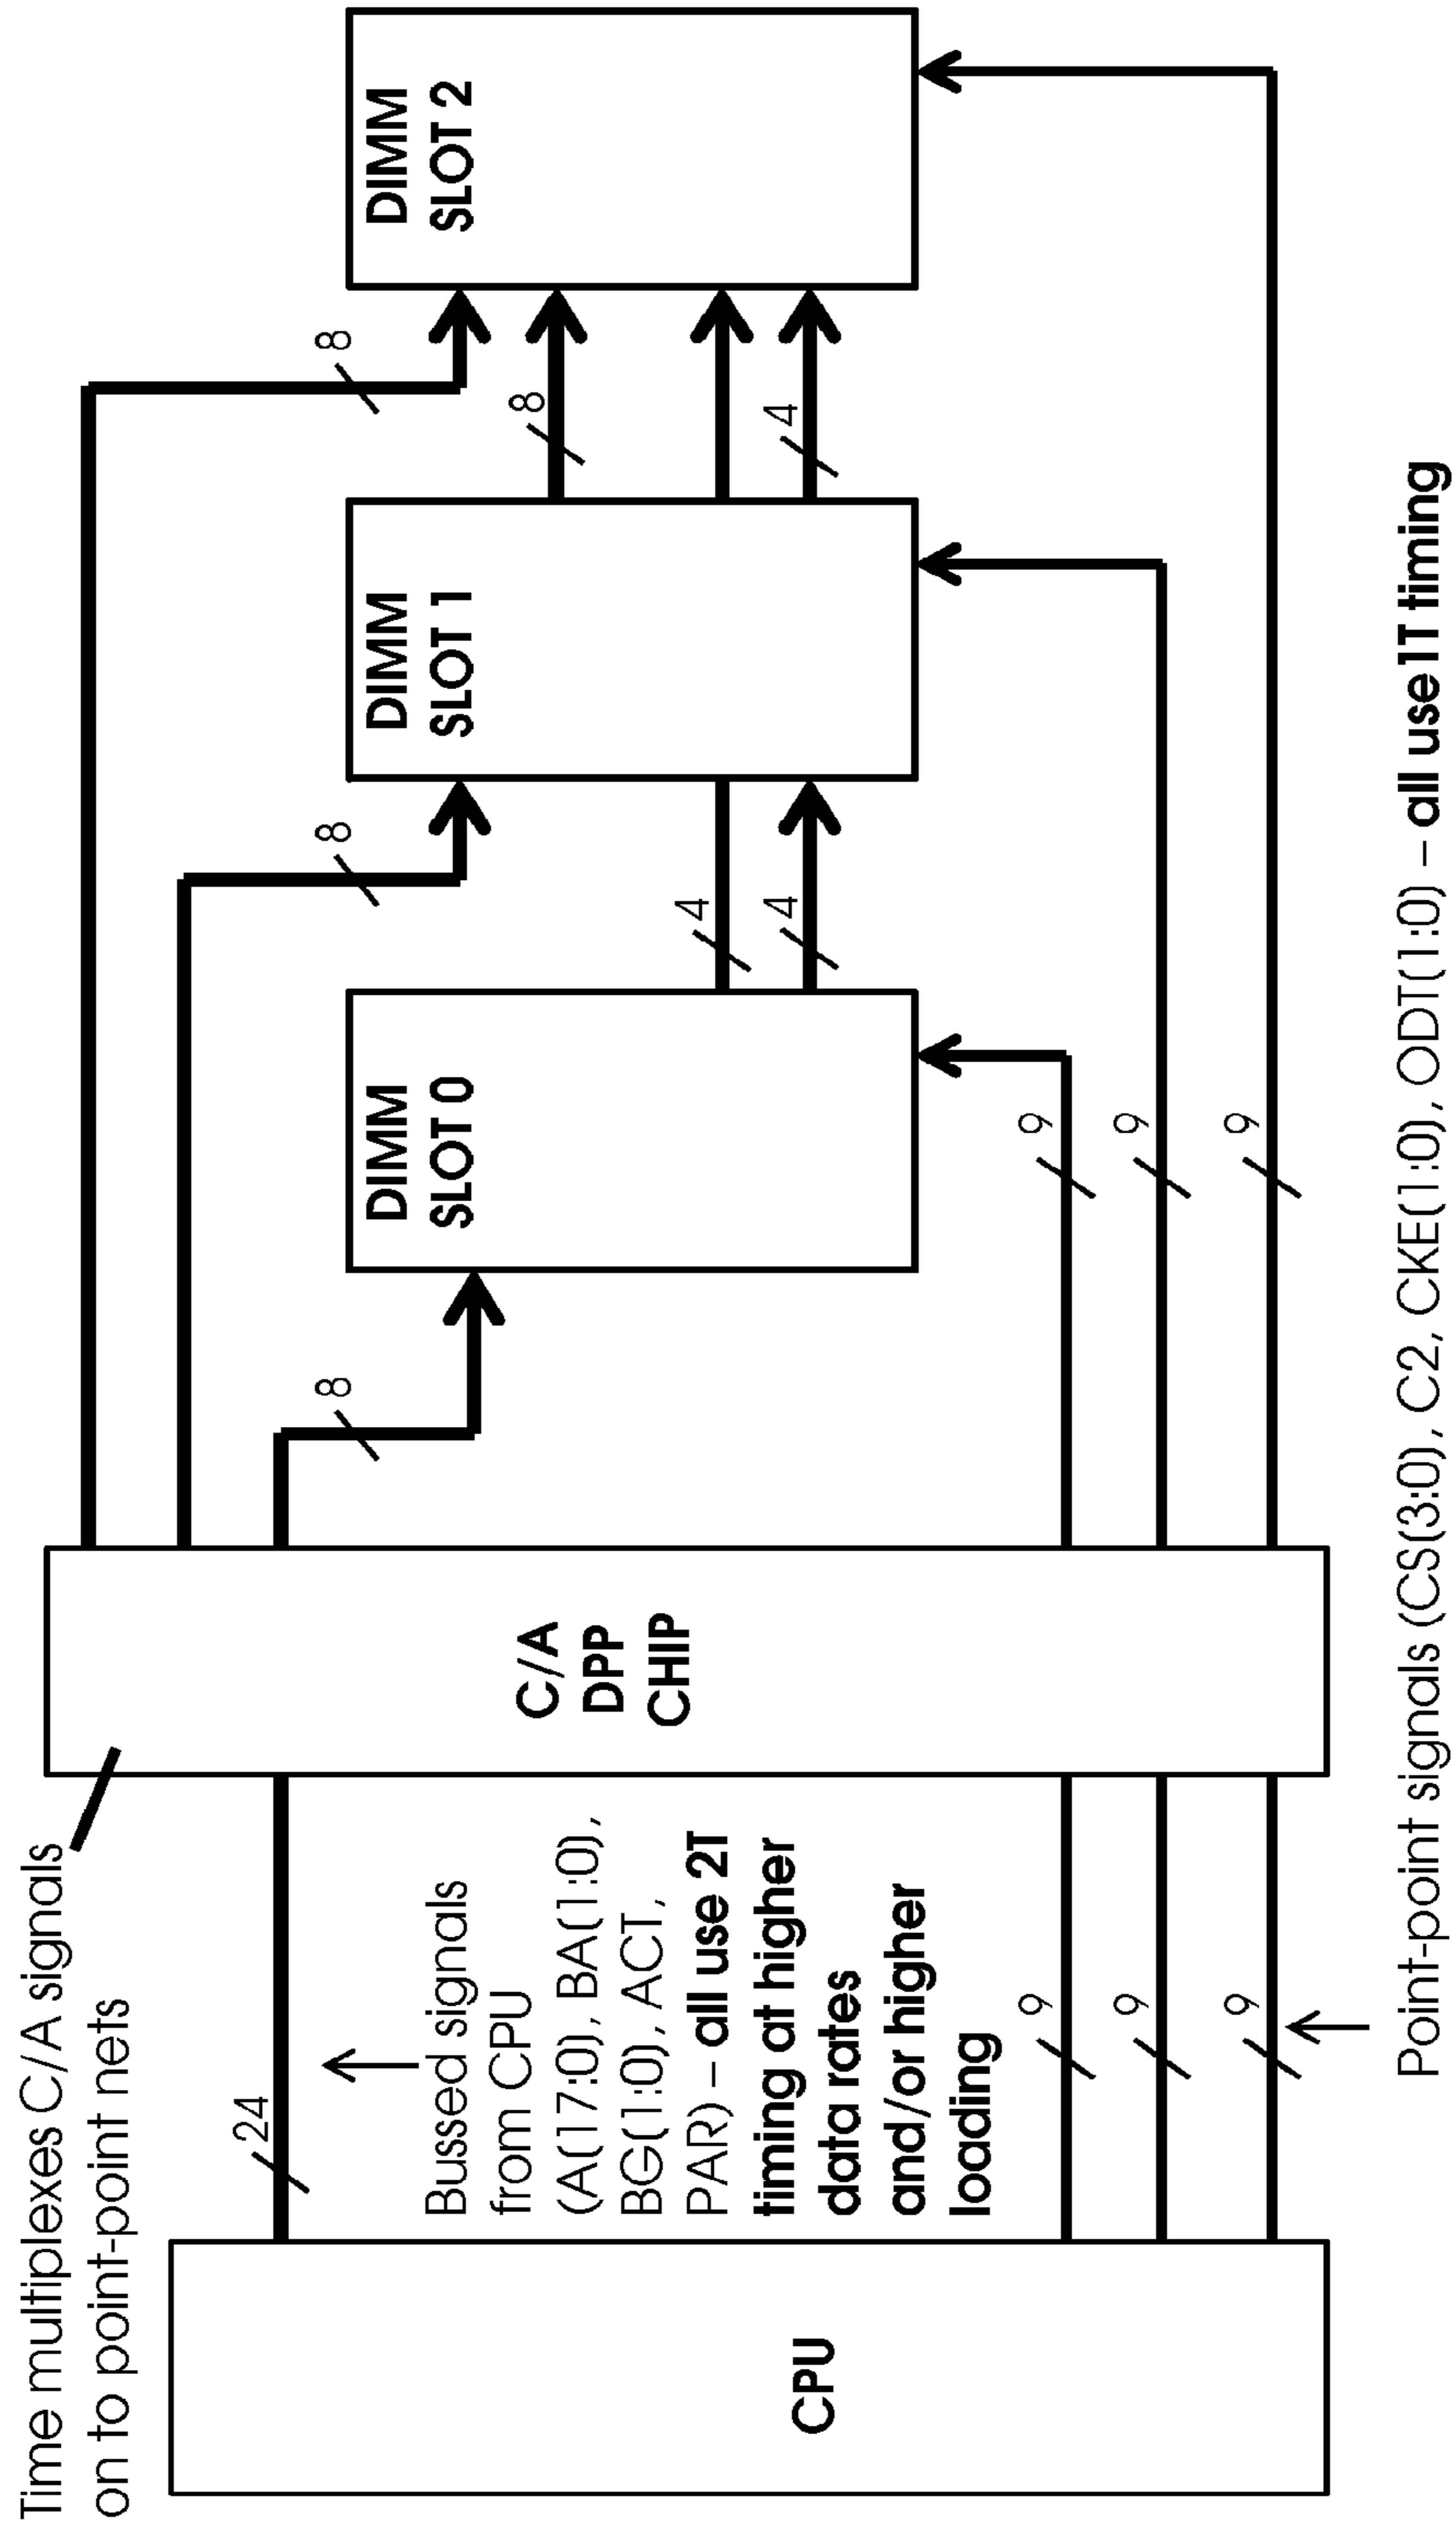 Time multiplexes C/A signals
on to point-point nets
CPU
24
Bussed signals
from CPU
(A(17:0), BA(1:0),
BG(1:0), ACT,
PAR) – all use 2T
timing at higher
data rates
and/or higher
loading
9
9
9
C/A
DPP
CHIP
8
8
8
DIMM
SLOT 0
4
4
DIMM
SLOT 1
8
4
DIMM
SLOT 2
9
9
9
Point-point signals (CS(3:0), C2, CKE(1:0), ODT(1:0) – all use 1T timing